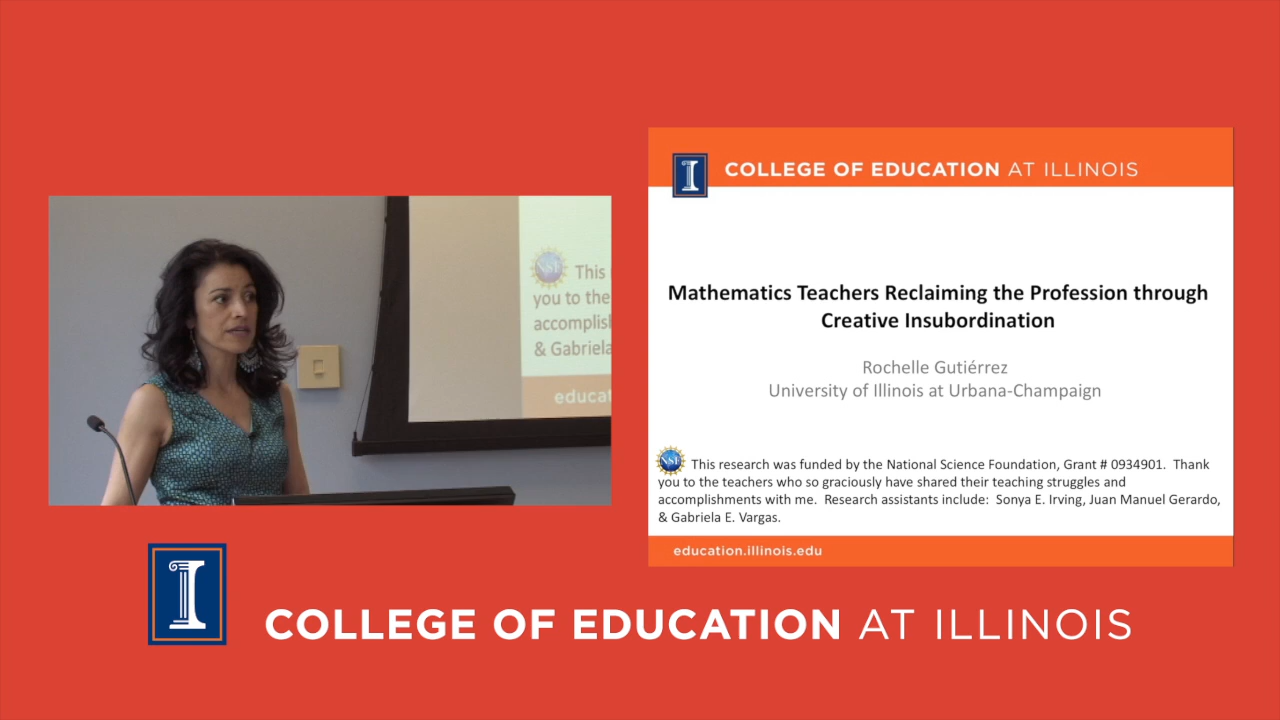 COLLEGE OF EDUCATION AT ILLINOIS
Mathematics Teachers Reclaiming the Profession through
Creative Insubordination
Rochelle Gutiérrez
University of Illinois at Urbana-Champaign
NSF This research was funded by the National Science Foundation, Grant # 0934901. Thank
you to the teachers who so graciously have shared their teaching struggles and
accomplishments with me. Research assistants include: Sonya E. Irving, Juan Manuel Gerardo,
& Gabriela E. Vargas.
education.illinois.edu
NSF This
you to the
accomplish
& Gabriela
educat
COLLEGE OF EDUCATION AT ILLINOIS